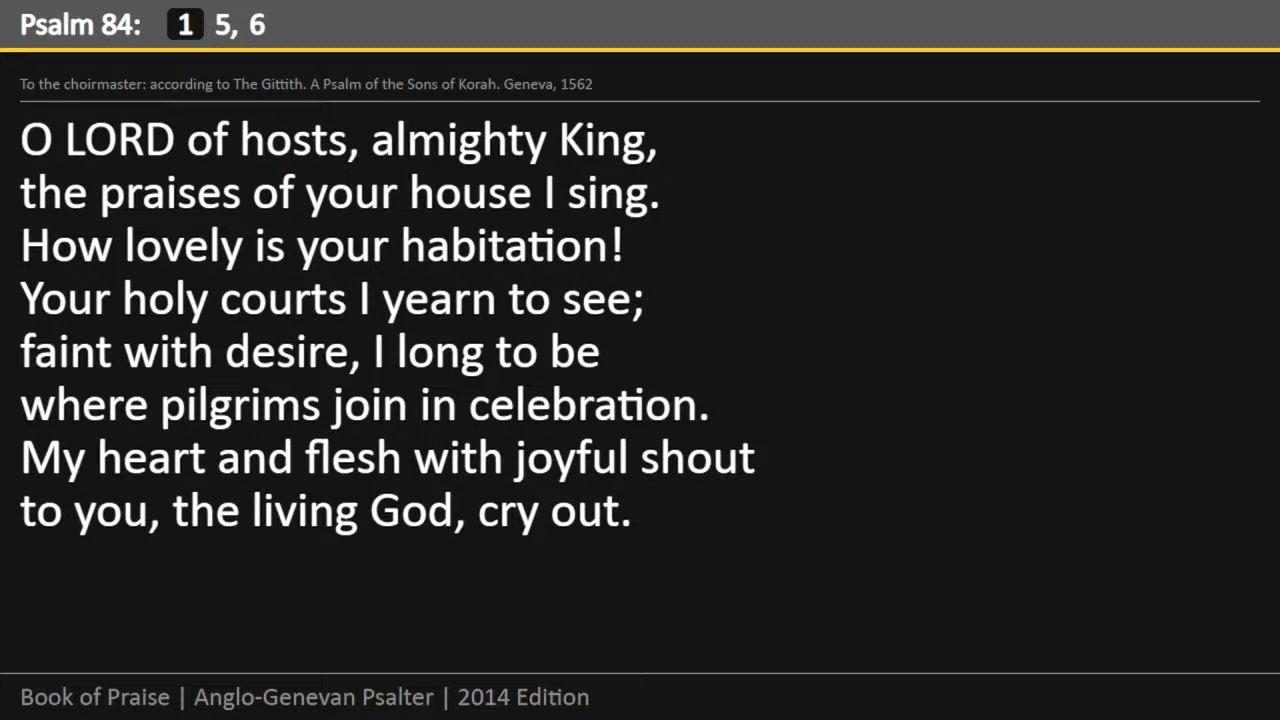 Psalm 84: 1 5, 6
To the choirmaster: according to The Gittith. A Psalm of the Sons of Korah. Geneva, 1562
O LORD of hosts, almighty King,
the praises of your house I sing.
How lovely is your habitation!
Your holy courts I yearn to see;
faint with desire, I long to be
where pilgrims join in celebration.
My heart and flesh with joyful shout
to you, the living God, cry out.
Book of Praise | Anglo-Genevan Psalter | 2014 Edition